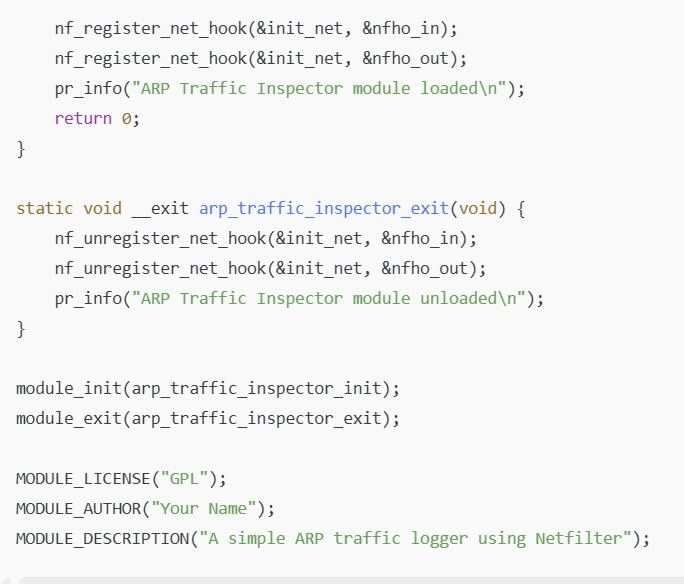 nf_register_net_hook(&init_net, &nfho_in);
    nf_register_net_hook(&init_net, &nfho_out);
    pr_info("ARP Traffic Inspector module loaded\n");
    return 0;
}

static void __exit arp_traffic_inspector_exit(void) {
    nf_unregister_net_hook(&init_net, &nfho_in);
    nf_unregister_net_hook(&init_net, &nfho_out);
    pr_info("ARP Traffic Inspector module unloaded\n");
}

module_init(arp_traffic_inspector_init);
module_exit(arp_traffic_inspector_exit);

MODULE_LICENSE("GPL");
MODULE_AUTHOR("Your Name");
MODULE_DESCRIPTION("A simple ARP traffic logger using Netfilter");